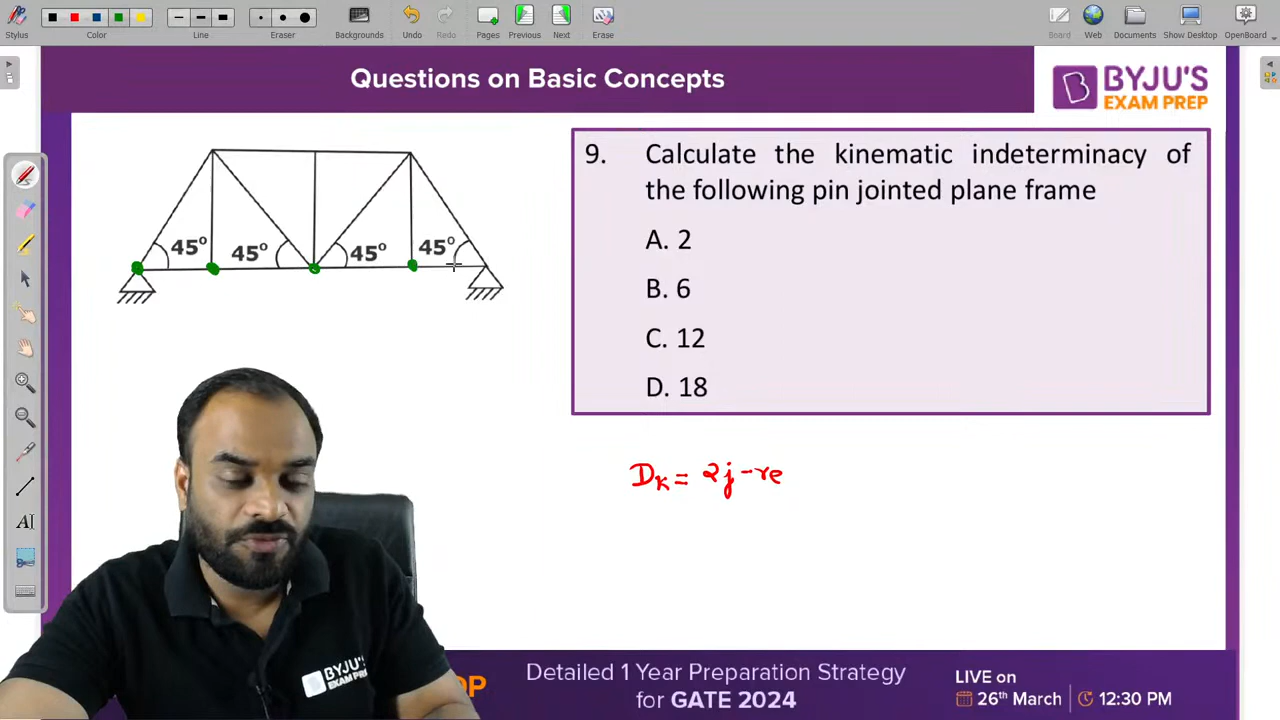 Stylus
Color
Line
Eraser
Backgrounds
Undo
Redo
Pages
Previous
Next
Erase
Board
Web
Documents
Show Desktop
OpenBoard
Questions on Basic Concepts
BYJU'S
EXAM PREP
45° 45° 45° 45°
9. Calculate the kinematic indeterminacy of
the following pin jointed plane frame
A. 2
B. 6
C. 12
D. 18
Dk = 2j-re
BYJU'S
EXAM PREP
Detailed 1 Year Preparation Strategy
for GATE 2024
LIVE on
26th March | 12:30 PM